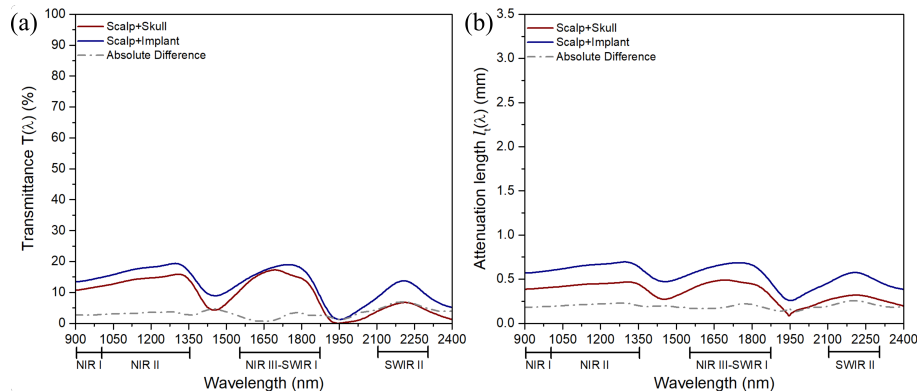 (a)
Transmittance T(λ) (%)
100
90
80
70
60
50
40
30
20
10
0
Scalp+Skull
Scalp+Implant
Absolute Difference
900 1050 1200 1350 1500 1650 1800 1950 2100 2250 2400
NIR I NIR II NIR III-SWIR I SWIR II
Wavelength (nm)
(b)
Attenuation length lt(λ) (mm)
3.5
3.0
2.5
2.0
1.5
1.0
0.5
0.0
Scalp+Skull
Scalp+Implant
Absolute Difference
900 1050 1200 1350 1500 1650 1800 1950 2100 2250 2400
NIR I NIR II NIR III-SWIR I SWIR II
Wavelength (nm)